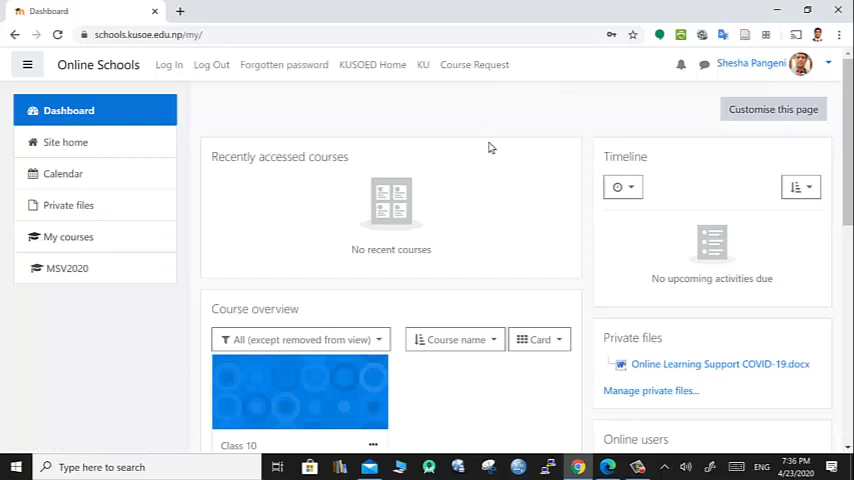 Dashboard
schools.kusoe.edu.np/my/
Online Schools Log In Log Out Forgotten password KUSOED Home KU Course Request Shesha Pangeni
Dashboard
Site home
Calendar
Private files
My courses
MSV2020
Customise this page
Recently accessed courses
No recent courses
Timeline
No upcoming activities due
Course overview
All (except removed from view) Course name Card
Class 10
Private files
Online Learning Support COVID-19.docx
Manage private files...
Online users
Type here to search
ENG
7:36 PM
4/23/2020